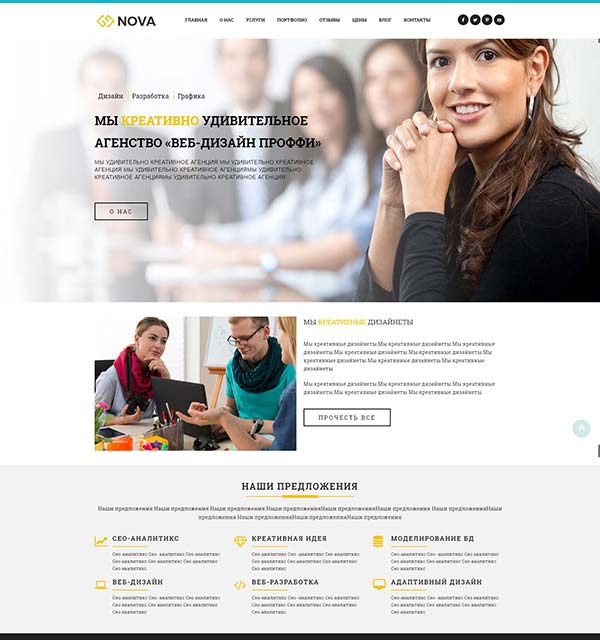 NOVA
ГЛАВНАЯ О НАС УСЛУГИ ПОРТФОЛИО ОТЗЫВЫ ЦЕНЫ БЛОГ КОНТАКТЫ
Дизайн Разработка Графика
МЫ КРЕАТИВНО УДИВИТЕЛЬНОЕ
АГЕНСТВО «ВЕБ-ДИЗАЙН ПРОФФИ»
МЫ УДИВИТЕЛЬНО КРЕАТИВНОЕ АГЕНЦИЯ МЫ УДИВИТЕЛЬНО КРЕАТИВНОЕ
АГЕНЦИЯ МЫ УДИВИТЕЛЬНО КРЕАТИВНОЕ АГЕНЦИЯМЫ УДИВИТЕЛЬНО
КРЕАТИВНОЕ АГЕНЦИЯМЫ УДИВИТЕЛЬНО КРЕАТИВНОЕ АГЕНЦИЯ.
О НАС
МЫ КРЕАТИВНЫЕ ДИЗАЙНЕТЫ
Мы креативные дизайнеты Мы креативные дизайнеты Мы креативные
дизайнеты Мы креативные дизайнеты Мы креативные дизайнеты Мы
креативные дизайнеты Мы креативные дизайнеты Мы креативные
дизайнеты
Мы креативные дизайнеты Мы креативные дизайнеты Мы креативные
дизайнеты Мы креативные дизайнеты Мы креативные дизайнеты
ПРОЧЕСТЬ ВСЕ
НАШИ ПРЕДЛОЖЕНИЯ
Наши предложения Наши предложения Наши предложения Наши предложенияНаши предложенияНаши предложения Наши предложенияНаши
предложения Наши предложенияНаши предложенияНаши предложения
СЕО-АНАЛИТИКС
Сео-аналитикс Сео -аналитикс Сео аналитикс
Сео-аналитикс Сео аналитикс Сео аналитикс
Сео аналитикс
КРЕАТИВНАЯ ИДЕЯ
Сео-аналитикс Сео -аналитикс Сео аналитикс
Сео-аналитикс Сео аналитикс Сео аналитикс
Сео аналитикс
МОДЕЛИРОВАНИЕ БД
Сео-аналитикс Сео -аналитикс Сео аналитикс
Сео-аналитикс Сео аналитикс Сео аналитикс
Сео аналитикс
ВЕБ-ДИЗАЙН
Сео-аналитикс Сео -аналитикс Сео аналитикс
Сео-аналитикс Сео аналитикс Сео аналитикс
Сео аналитикс
ВЕБ-РАЗРАБОТКА
Сео-аналитикс Сео -аналитикс Сео аналитикс
Сео-аналитикс Сео аналитикс Сео аналитикс
Сео аналитикс
АДАПТИВНЫЙ ДИЗАЙН
Сео-аналитикс Сео -аналитикс Сео аналитикс
Сео-аналитикс Сео аналитикс Сео аналитикс
Сео аналитикс